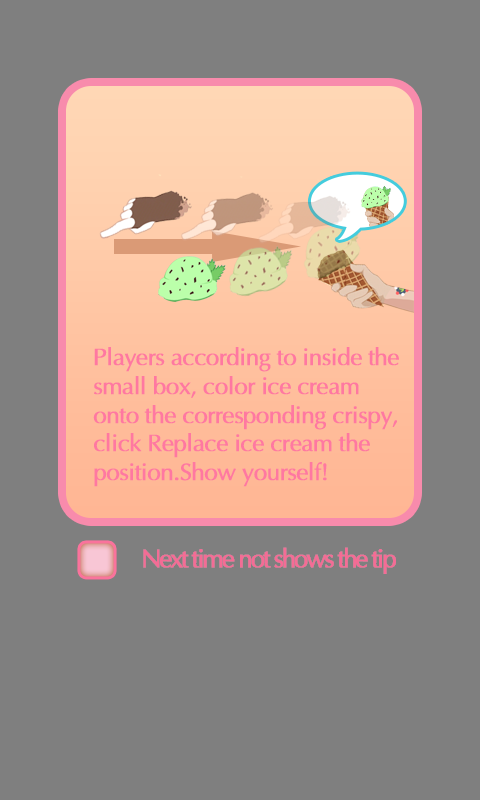 Players according to inside the
small box, color ice cream
onto the corresponding crispy,
click Replace ice cream the
position.Show yourself!
Next time not shows the tip